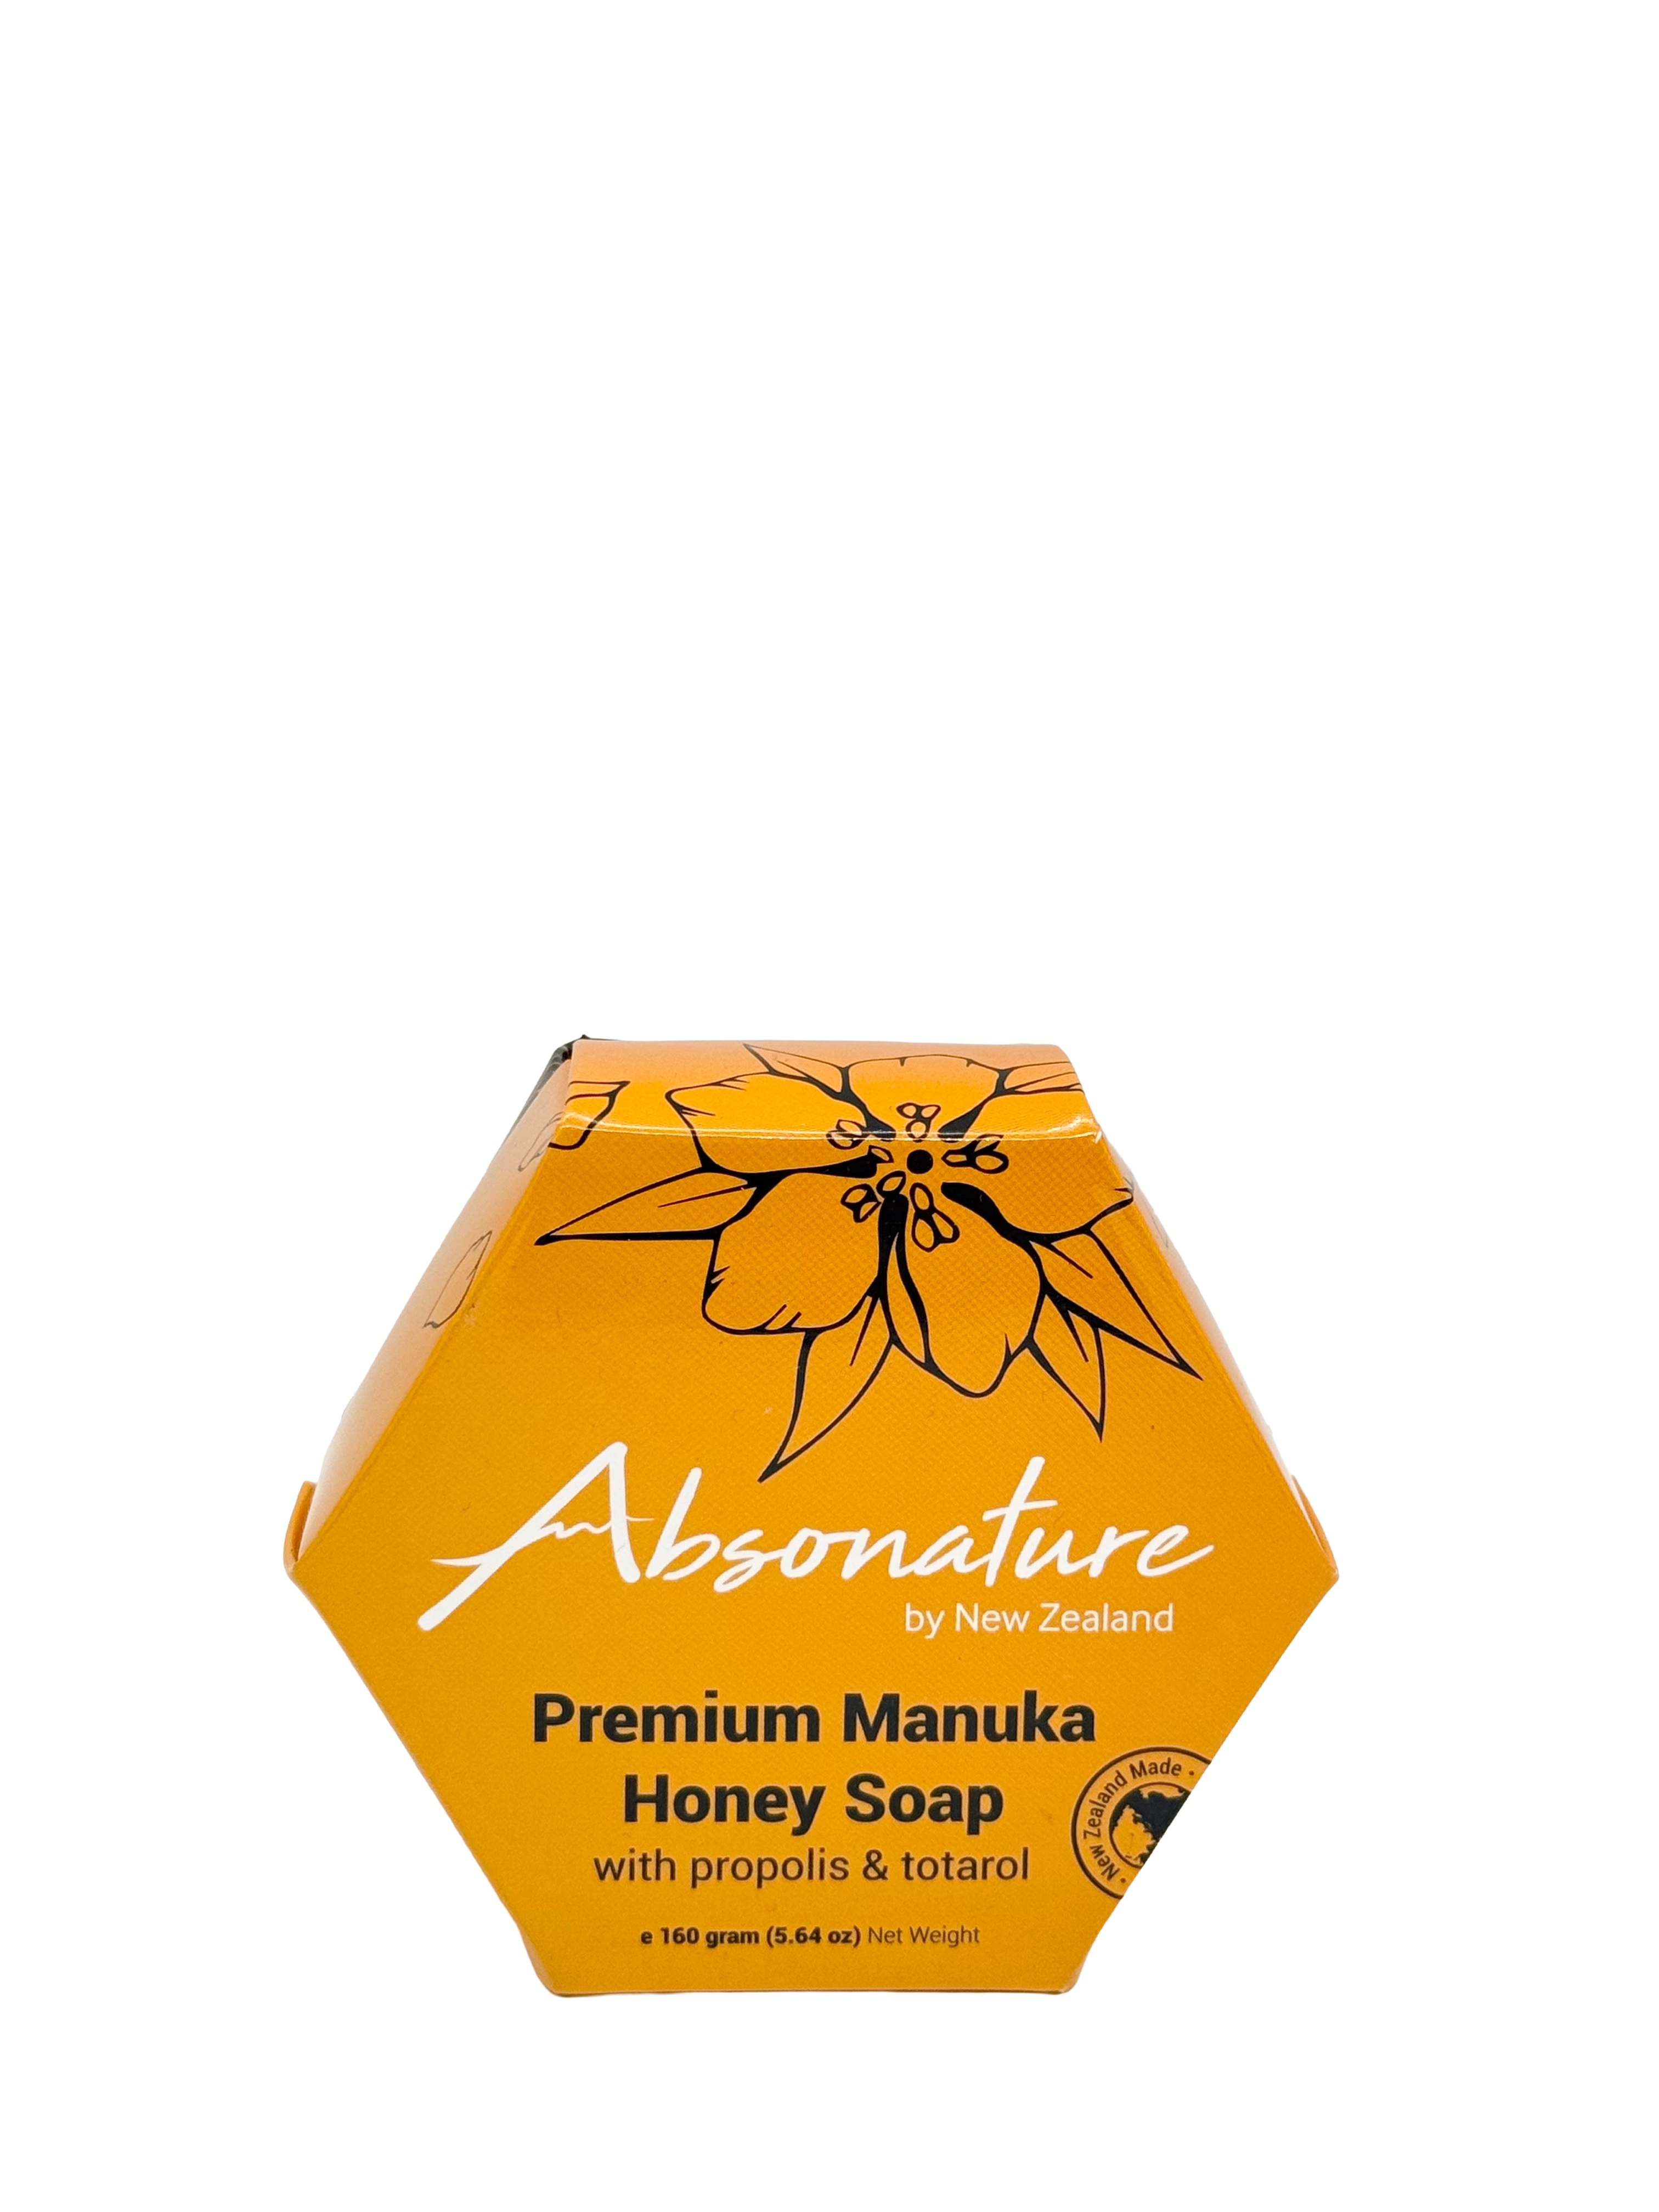 Absonature
by New Zealand
Premium Manuka
Honey Soap
with propolis & totarol
• New Zealand Made •
e 160 gram (5.64 oz) Net Weight